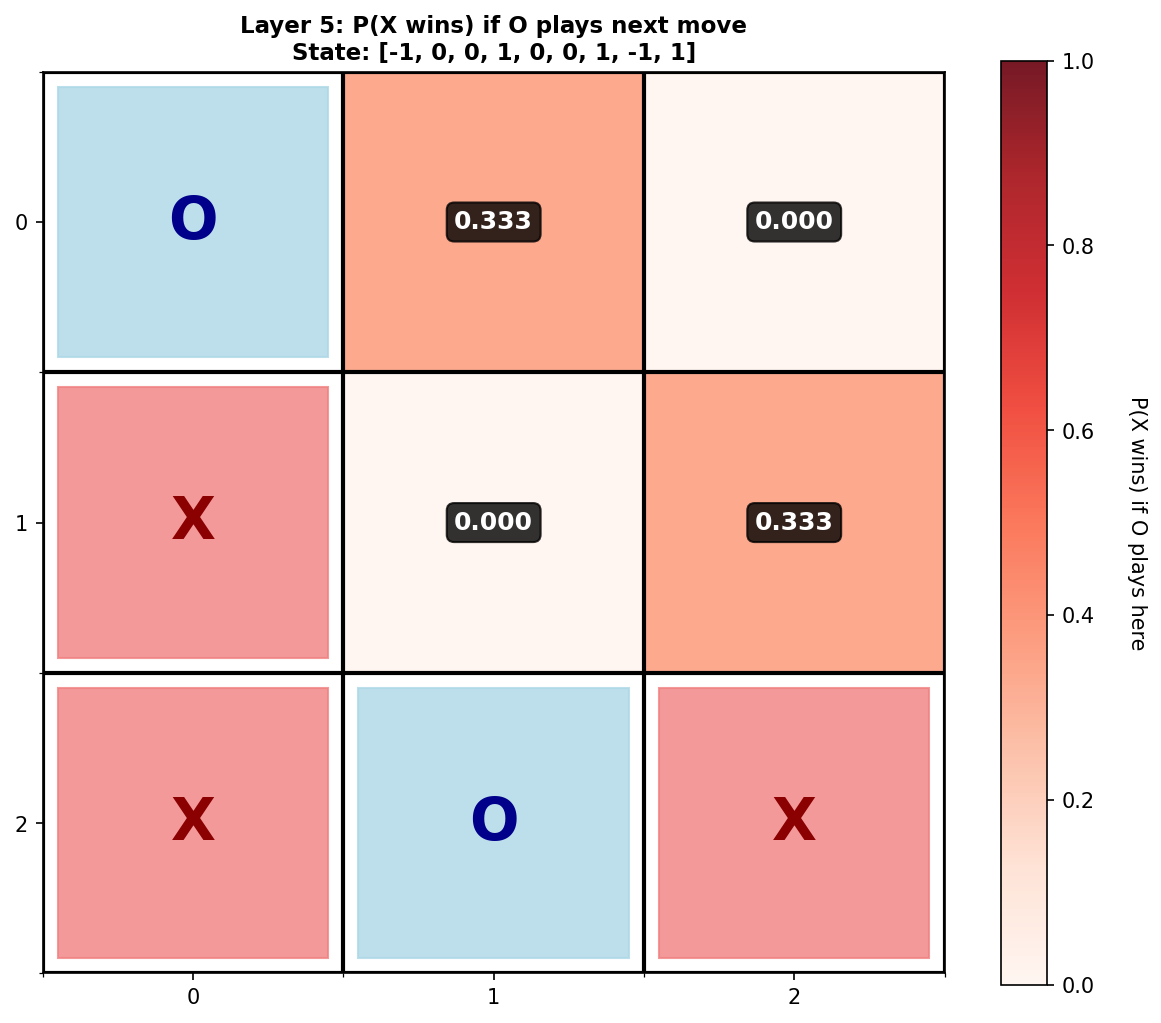 Layer 5: P(X wins) if O plays next move
State: [-1, 0, 0, 1, 0, 0, 1, -1, 1]
1.0
0.8
0.6
0.4
0.2
0.0
P(X wins) if O plays here
0
O
0.333
0.000
1
X
0.000
0.333
2
X
O
X
0
1
2